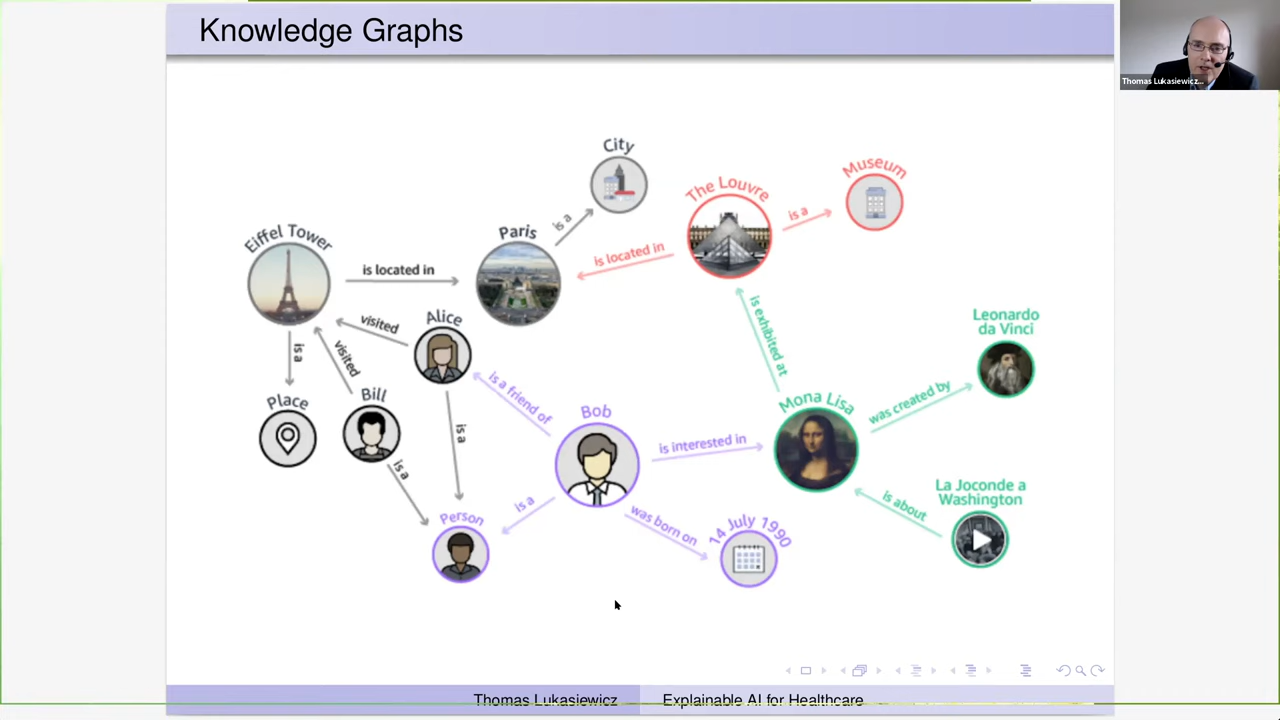 Knowledge Graphs
Thomas Lukasiewicz...
City
Museum
The Louvre
is a
is a
Eiffel Tower
Paris
is located in
is located in
Alice
visited
visited
is a
is exhibited at
Leonardo
da Vinci
Place
Bill
is a friend of
Bob
Mona Lisa
was created by
is a
is interested in
is a
La Joconde a
Washington
is about
Person
is a
was born on
14 July 1990
Thomas Lukasiewicz
Explainable AI for Healthcare